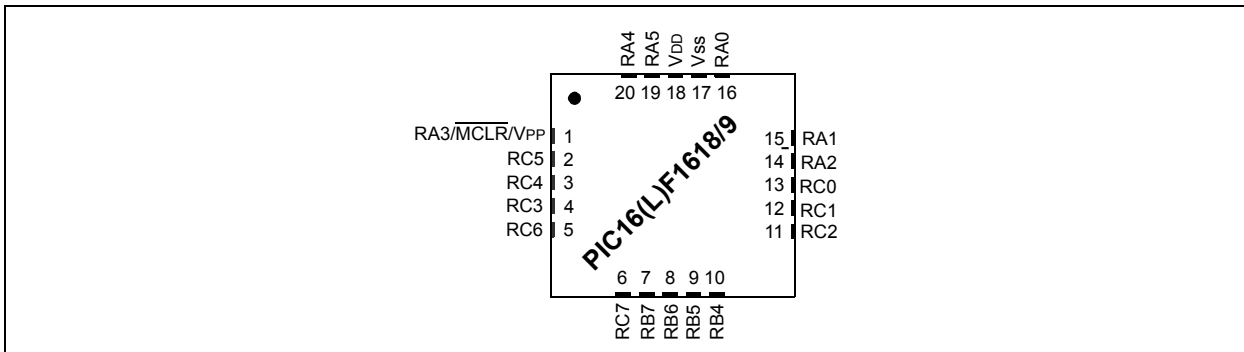 RA4 RA5 VDD Vss RA0
20 19 18 17 16
RA3/MCLR/VPP 1 15 RA1
RC5 2 14 RA2
RC4 3 13 RC0
RC3 4 12 RC1
RC6 5 11 RC2
PIC16(L)F1618/9
6 7 8 9 10
RC7 RB7 RB6 RB5 RB4